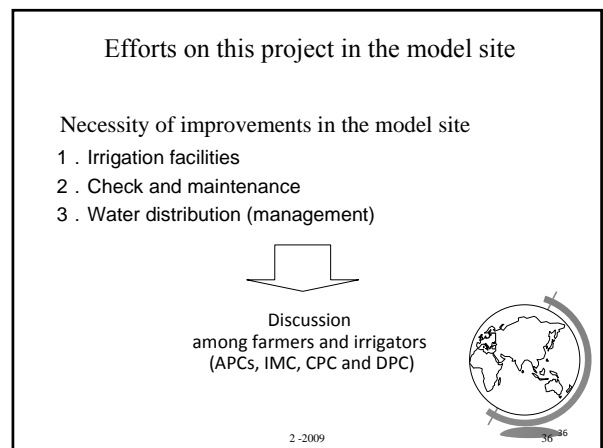 Efforts on this project in the model site
Necessity of improvements in the model site
1．Irrigation facilities
2．Check and maintenance
3．Water distribution (management)
Discussion
among farmers and irrigators
(APCs, IMC, CPC and DPC)
2 -2009
36 36